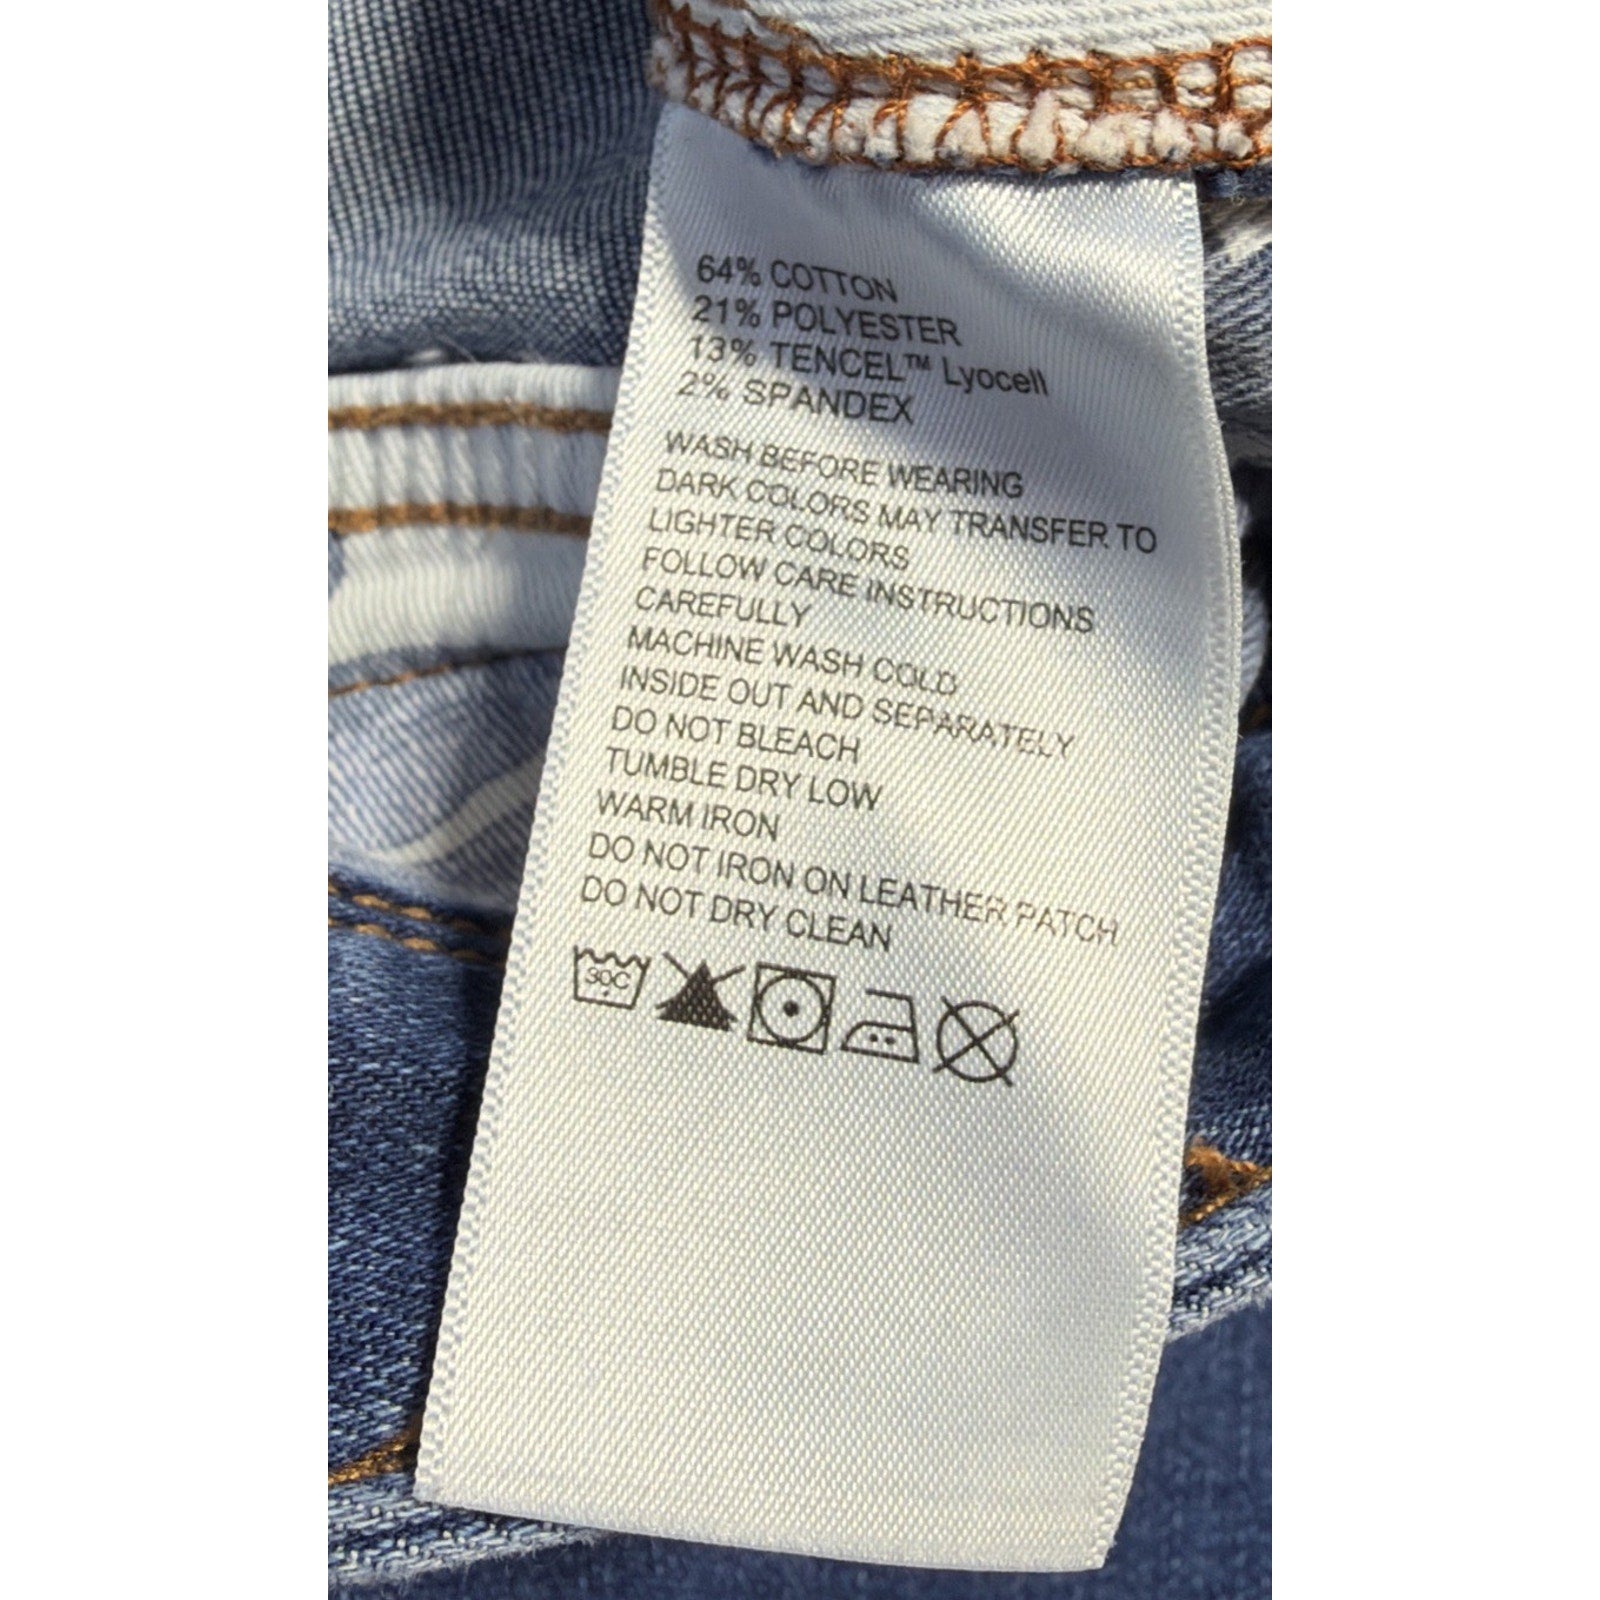 64% COTTON
21% POLYESTER
13% TENCEL™ Lyocell
2% SPANDEX
WASH BEFORE WEARING
DARK COLORS MAY TRANSFER TO
LIGHTER COLORS
FOLLOW CARE INSTRUCTIONS
CAREFULLY
MACHINE WASH COLD
INSIDE OUT AND SEPARATELY
DO NOT BLEACH
TUMBLE DRY LOW
WARM IRON
DO NOT IRON ON LEATHER PATCH
DO NOT DRY CLEAN
30C